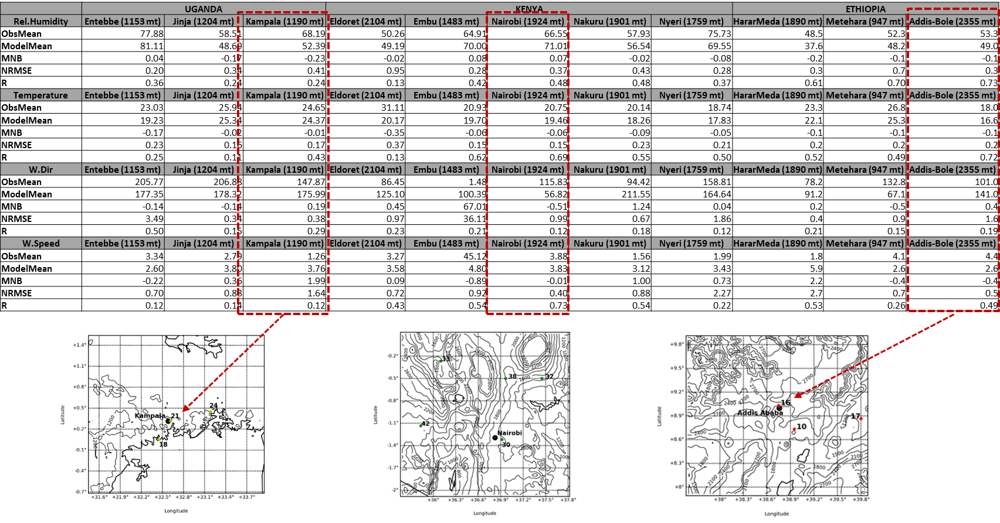 UGANDA KENYA ETHIOPIA
Rel.Humidity Entebbe (1153 mt) Jinja (1204 mt) Kampala (1190 mt) Eldoret (2104 mt) Embu (1483 mt) Nairobi (1924 mt) Nakuru (1901 mt) Nyeri (1759 mt) HararMeda (1890 mt) Metehara (947 mt) Addis-Bole (2355 mt)
ObsMean 77.88 58.51 68.19 50.26 64.91 66.55 57.93 75.73 48.5 52.3 53.3
ModelMean 81.11 48.69 52.39 49.19 70.00 71.01 56.54 69.55 37.6 48.2 49.0
MNB 0.04 -0.17 -0.23 -0.02 0.08 0.07 -0.02 -0.08 -0.2 -0.1 -0.1
NRMSE 0.20 0.34 0.41 0.95 0.28 0.37 0.43 0.28 0.3 0.7 0.3
R 0.36 0.24 0.24 0.13 0.42 0.48 0.48 0.37 0.61 0.70 0.73
Temperature Entebbe (1153 mt) Jinja (1204 mt) Kampala (1190 mt) Eldoret (2104 mt) Embu (1483 mt) Nairobi (1924 mt) Nakuru (1901 mt) Nyeri (1759 mt) HararMeda (1890 mt) Metehara (947 mt) Addis-Bole (2355 mt)
ObsMean 23.03 25.94 24.65 31.11 20.93 20.75 20.14 18.74 23.3 26.8 18.0
ModelMean 19.23 25.34 24.37 20.17 19.70 19.46 18.26 17.83 22.1 25.3 16.6
MNB -0.17 -0.02 -0.01 -0.35 -0.06 -0.06 -0.09 -0.05 -0.1 -0.1 -0.1
NRMSE 0.23 0.15 0.17 0.37 0.15 0.15 0.23 0.21 0.2 0.2 0.2
R 0.25 0.11 0.43 0.13 0.62 0.69 0.55 0.50 0.52 0.49 0.72
W.Dir Entebbe (1153 mt) Jinja (1204 mt) Kampala (1190 mt) Eldoret (2104 mt) Embu (1483 mt) Nairobi (1924 mt) Nakuru (1901 mt) Nyeri (1759 mt) HararMeda (1890 mt) Metehara (947 mt) Addis-Bole (2355 mt)
ObsMean 205.77 206.83 147.87 86.45 1.48 115.83 94.42 158.81 78.2 132.8 101.0
ModelMean 177.35 178.32 175.99 125.10 100.39 56.82 211.55 164.64 91.2 67.1 141.0
MNB -0.14 -0.14 0.19 0.45 67.01 -0.51 1.24 0.04 0.2 -0.5 0.4
NRMSE 3.49 0.34 0.38 0.97 36.11 0.99 0.67 1.86 0.4 0.9 1.6
R 0.50 0.15 0.29 0.23 0.21 0.12 0.18 0.12 0.21 0.15 0.19
W.Speed Entebbe (1153 mt) Jinja (1204 mt) Kampala (1190 mt) Eldoret (2104 mt) Embu (1483 mt) Nairobi (1924 mt) Nakuru (1901 mt) Nyeri (1759 mt) HararMeda (1890 mt) Metehara (947 mt) Addis-Bole (2355 mt)
ObsMean 3.34 2.79 1.26 3.27 45.12 3.88 1.56 1.99 1.8 4.1 4.4
ModelMean 2.60 3.80 3.76 3.58 4.80 3.83 3.12 3.43 5.9 2.6 2.6
MNB -0.22 0.36 1.99 0.09 -0.89 -0.01 1.00 0.73 2.2 -0.4 -0.4
NRMSE 0.70 0.88 1.64 0.72 0.92 0.40 0.88 2.27 2.7 0.7 0.5
R 0.12 0.14 0.12 0.43 0.54 0.73 0.54 0.22 0.53 0.26 0.49
+1.4°
+1.1°
+0.8°
+0.5°
+0.2°
-0.1°
-0.4°
-0.7°
Latitude
24
Kampala 21
18
1200
1200
+31.6° +31.9° +32.2° +32.5° +32.8° +33.1° +33.4° +33.7°
Longitude
-0.2°
-0.5°
-0.8°
-1.1°
-1.4°
-1.7°
-2°
Latitude
33
38 32
42
Nairobi
30
2000
1600
1800
+36° +36.3° +36.6° +36.9° +37.2° +37.5° +37.8°
Longitude
+9.8°
+9.5°
+9.2°
+8.9°
+8.6°
+8.3°
+8°
Latitude
16
Addis Ababa
17
10
2400
2700
1500
1800
2100
+38° +38.3° +38.6° +38.9° +39.2° +39.5° +39.8°
Longitude